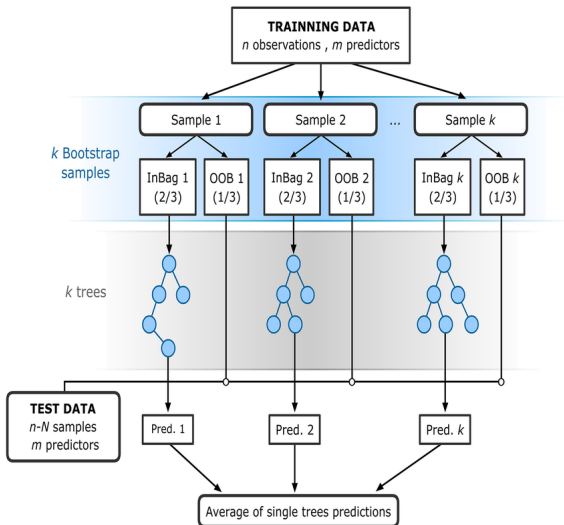 TRAINNING DATA
n observations , m predictors
Sample 1
Sample 2
...
Sample k
k Bootstrap
samples
InBag 1
(2/3)
OOB 1
(1/3)
InBag 2
(2/3)
OOB 2
(1/3)
InBag k
(2/3)
OOB k
(1/3)
k trees
TEST DATA
n-N samples
m predictors
Pred. 1
Pred. 2
Pred. k
Average of single trees predictions